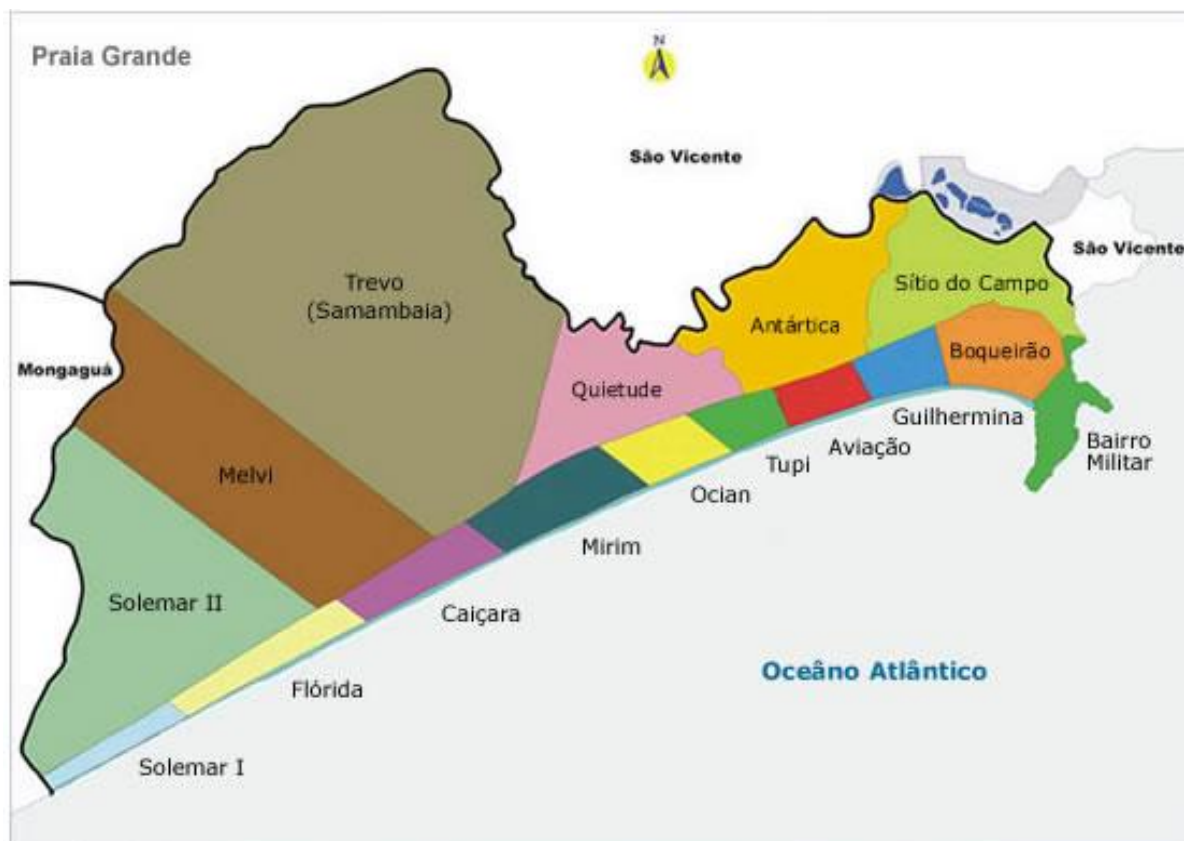 Praia Grande
N
São Vicente
São Vicente
Sítio do Campo
Trevo
(Samambaia)
Antártica
Boqueirão
Mongaguá
Quietude
Guilhermina
Bairro
Militar
Aviação
Tupi
Melvi
Ocian
Mirim
Solemar II
Caiçara
Oceâno Atlântico
Flórida
Solemar I